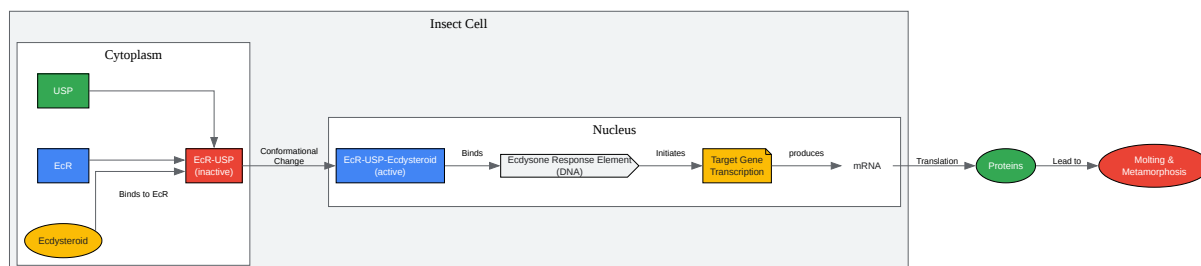 Insect Cell
Cytoplasm
USP
EcR
EcR-USP
(inactive)
Binds to EcR
Ecdysteroid
Conformational
Change
Nucleus
EcR-USP-Ecdysteroid
(active)
Binds
Ecdysone Response Element
(DNA)
Initiates
Target Gene
Transcription
produces
mRNA
Translation
Proteins
Lead to
Molting &
Metamorphosis